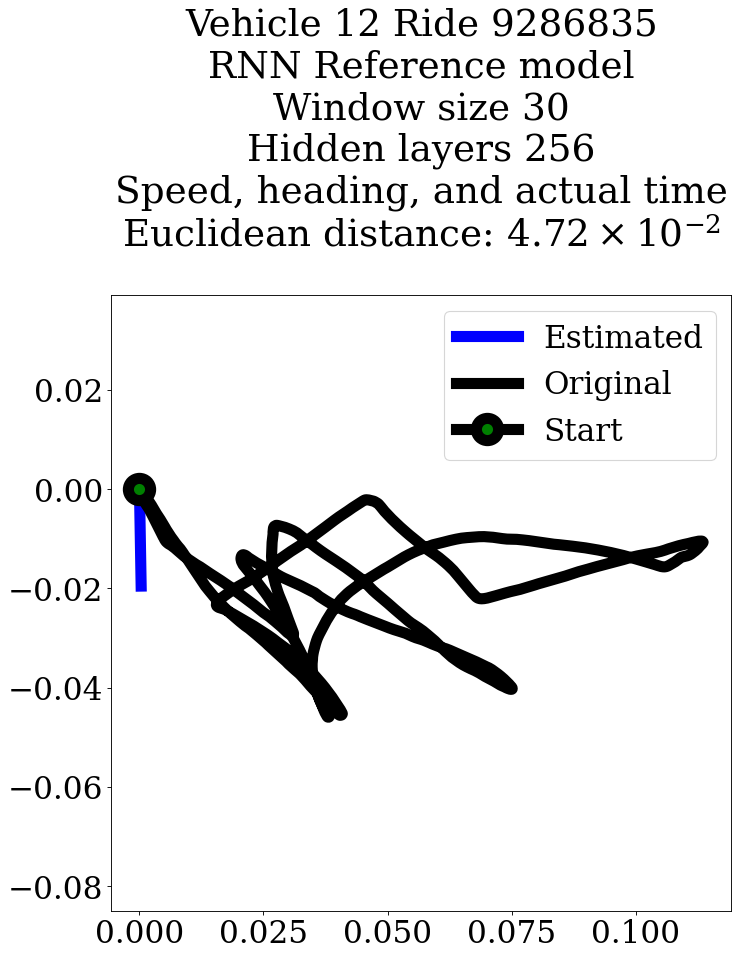 Vehicle 12 Ride 9286835
RNN Reference model
Window size 30
Hidden layers 256
Speed, heading, and actual time
Euclidean distance: 4.72 × 10⁻²
Estimated
Original
Start
0.02
0.00
−0.02
−0.04
−0.06
−0.08
0.000 0.025 0.050 0.075 0.100